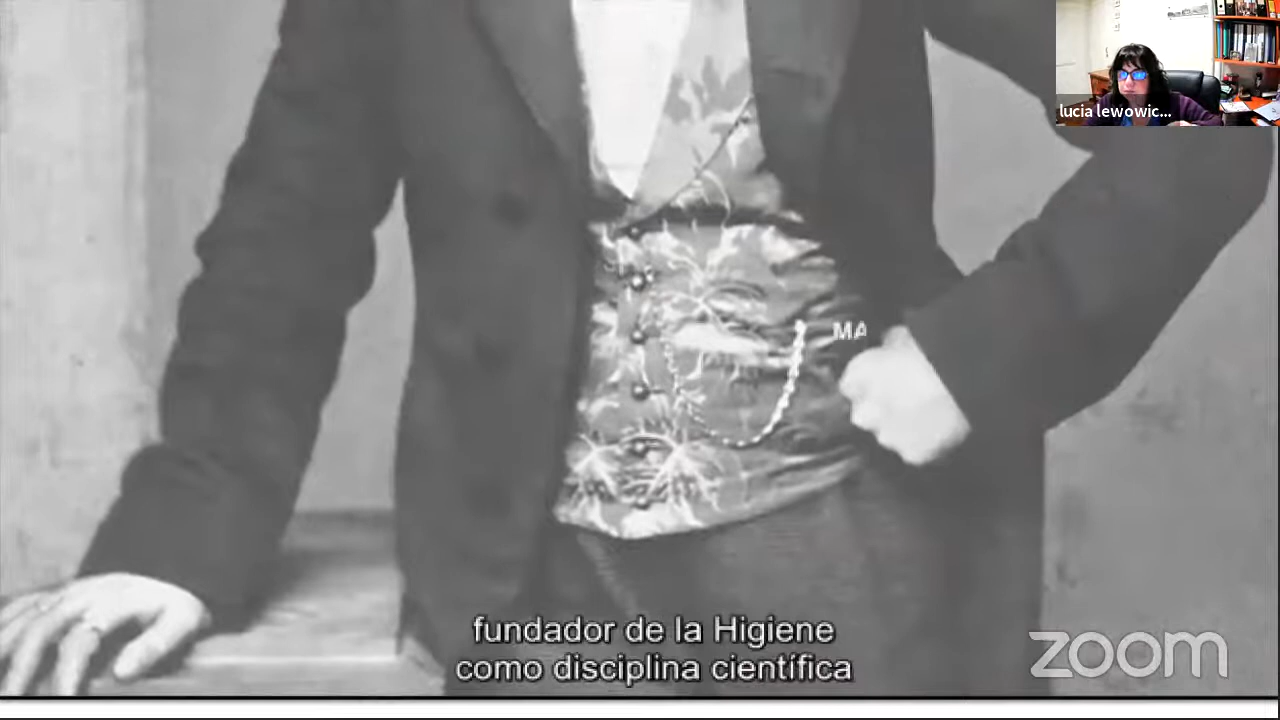 lucia lewowic...
MA
fundador de la Higiene
como disciplina científica
zoom